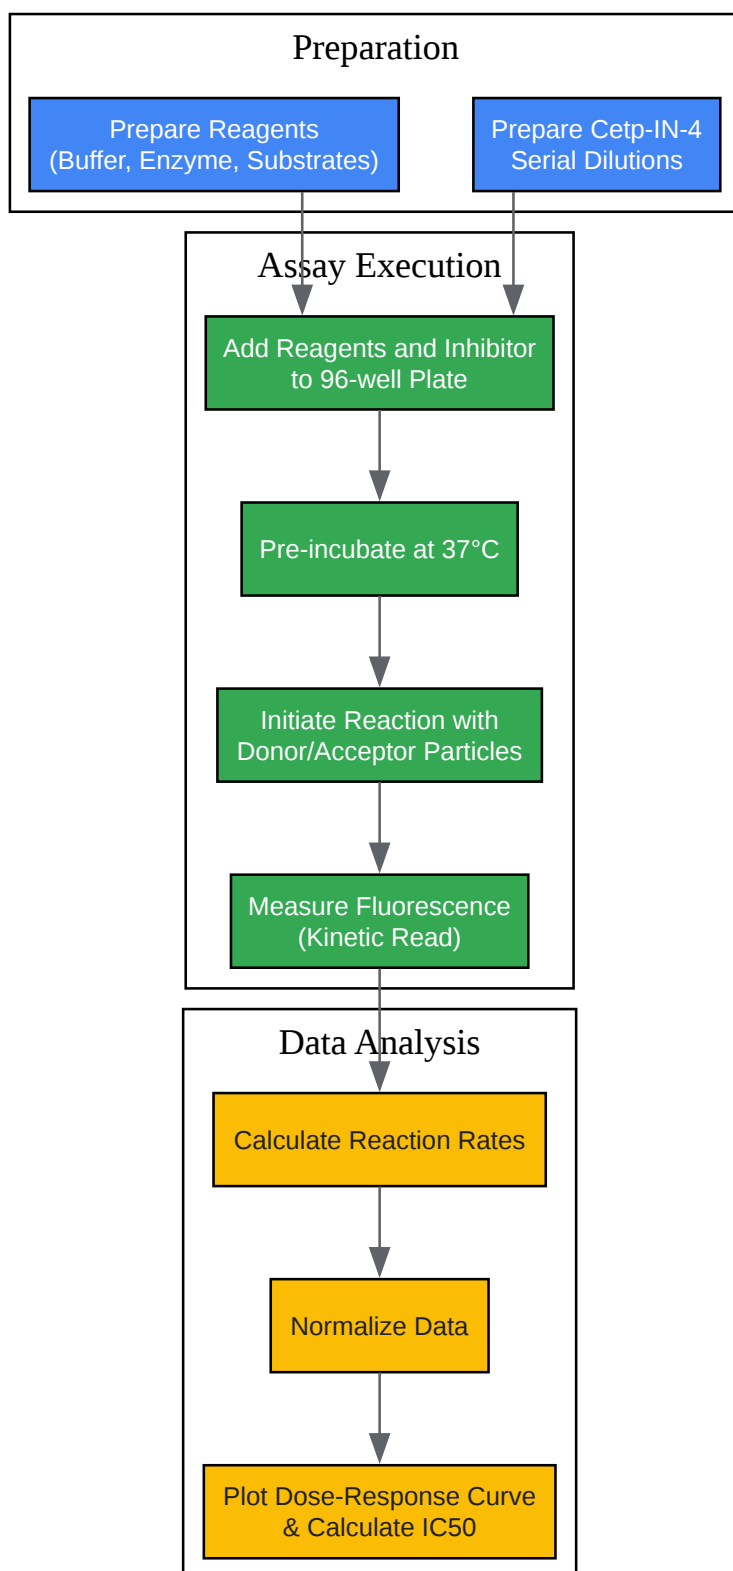 Preparation
Prepare Reagents
(Buffer, Enzyme, Substrates)
Prepare Cetp-IN-4
Serial Dilutions
Assay Execution
Add Reagents and Inhibitor
to 96-well Plate
Pre-incubate at 37°C
Initiate Reaction with
Donor/Acceptor Particles
Measure Fluorescence
(Kinetic Read)
Data Analysis
Calculate Reaction Rates
Normalize Data
Plot Dose-Response Curve
& Calculate IC50